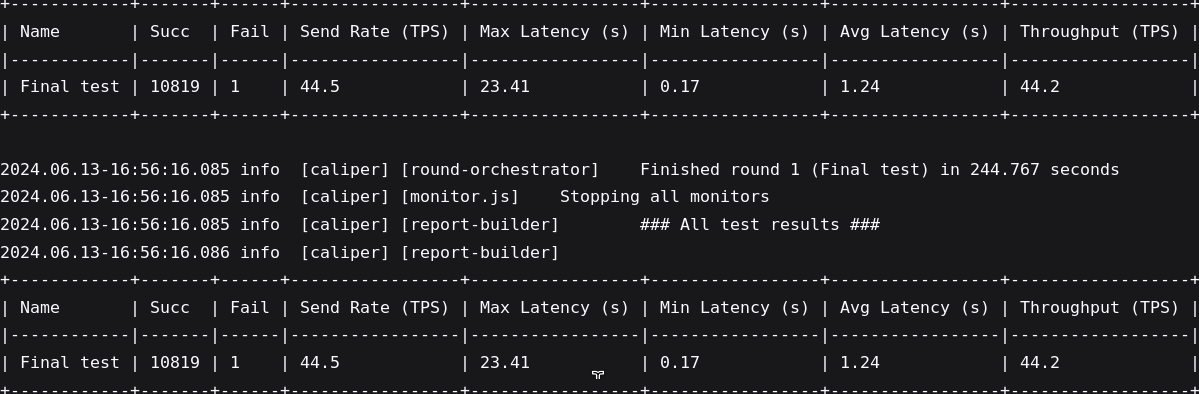 +------------+-------+------+-----------------+-----------------+-----------------+-----------------+------------------+
| Name       | Succ  | Fail | Send Rate (TPS) | Max Latency (s) | Min Latency (s) | Avg Latency (s) | Throughput (TPS) |
|------------|-------|------|-----------------|-----------------|-----------------|-----------------|------------------|
| Final test | 10819 | 1    | 44.5            | 23.41           | 0.17            | 1.24            | 44.2             |
+------------+-------+------+-----------------+-----------------+-----------------+-----------------+------------------+
2024.06.13-16:56:16.085 info  [caliper] [round-orchestrator]    Finished round 1 (Final test) in 244.767 seconds
2024.06.13-16:56:16.085 info  [caliper] [monitor.js]    Stopping all monitors
2024.06.13-16:56:16.085 info  [caliper] [report-builder]        ### All test results ###
2024.06.13-16:56:16.086 info  [caliper] [report-builder]
+------------+-------+------+-----------------+-----------------+-----------------+-----------------+------------------+
| Name       | Succ  | Fail | Send Rate (TPS) | Max Latency (s) | Min Latency (s) | Avg Latency (s) | Throughput (TPS) |
|------------|-------|------|-----------------|-----------------|-----------------|-----------------|------------------|
| Final test | 10819 | 1    | 44.5            | 23.41           | 0.17            | 1.24            | 44.2             |
+------------+-------+------+-----------------+-----------------+-----------------+-----------------+------------------+